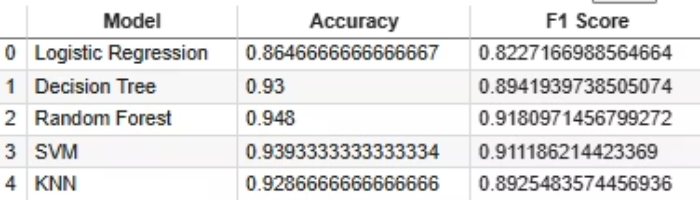 Model Accuracy F1 Score
0 Logistic Regression 0.8646666666666667 0.8227166988564664
1 Decision Tree 0.93 0.8941939738505074
2 Random Forest 0.948 0.9180971456799272
3 SVM 0.9393333333333334 0.911186214423369
4 KNN 0.9286666666666666 0.8925483574456936